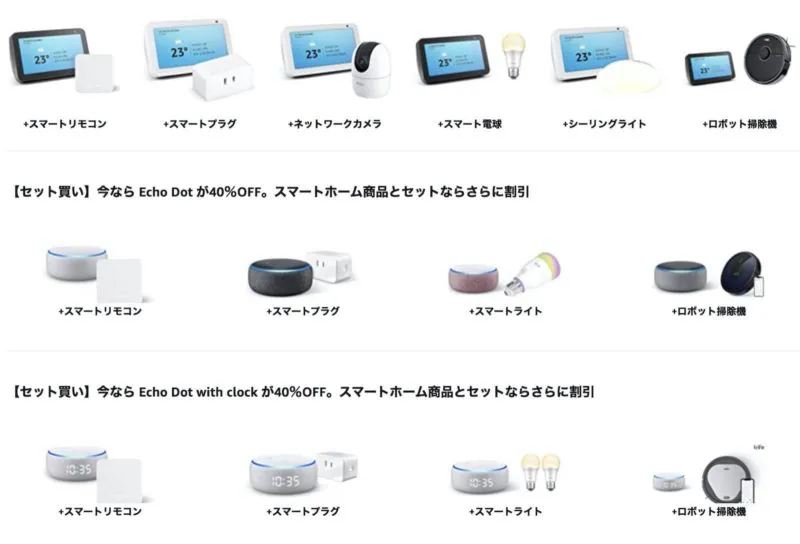 23°
23°
23°
23°
23°
23°
+スマートリモコン
+スマートプラグ
+ネットワークカメラ
+スマート電球
+シーリングライト
+ロボット掃除機
【セット買い】今なら Echo Dot が40%OFF。スマートホーム商品とセットならさらに割引
+スマートリモコン
+スマートプラグ
+スマートライト
+ロボット掃除機
【セット買い】今なら Echo Dot with clock が40%OFF。スマートホーム商品とセットならさらに割引
10:35
10:35
10:35
+スマートリモコン
+スマートプラグ
+スマートライト
+ロボット掃除機